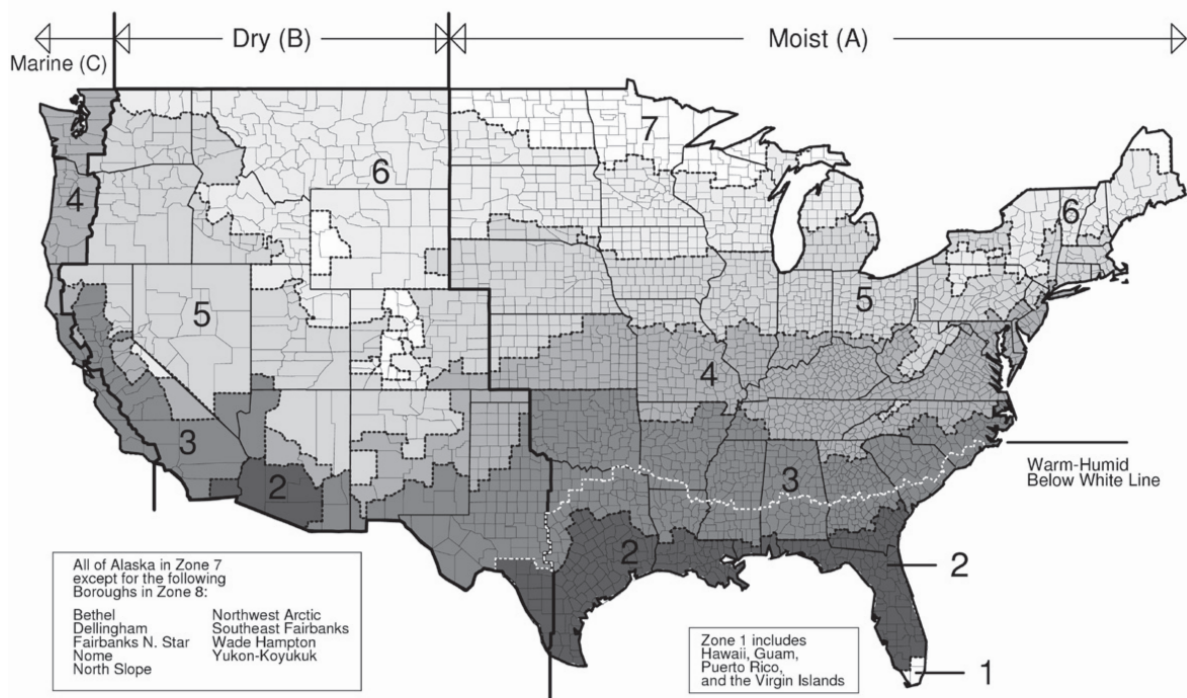 Marine (C)
Dry (B)
Moist (A)
7
6
4
6
5
5
4
3
3
2
2
2
1
Warm-Humid
Below White Line
All of Alaska in Zone 7
except for the following
Boroughs in Zone 8:
Bethel
Dellingham
Fairbanks N. Star
Nome
North Slope
Northwest Arctic
Southeast Fairbanks
Wade Hampton
Yukon-Koyukuk
Zone 1 includes
Hawaii, Guam,
Puerto Rico,
and the Virgin Islands